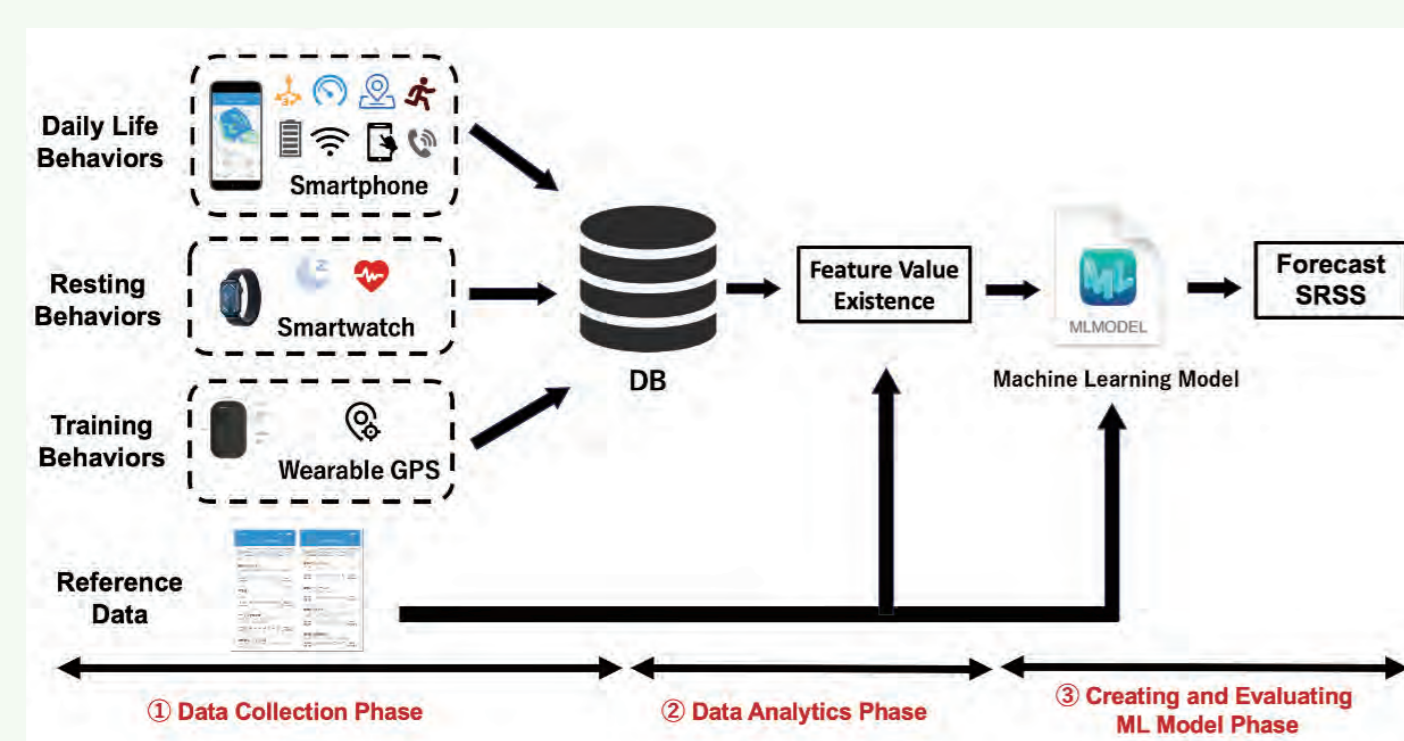 Daily Life
Behaviors
Smartphone
Resting
Behaviors
Smartwatch
Training
Behaviors
Wearable GPS
Reference
Data
DB
Feature Value
Existence
ML
MLMODEL
Machine Learning Model
Forecast
SRSS
① Data Collection Phase
② Data Analytics Phase
③ Creating and Evaluating
ML Model Phase